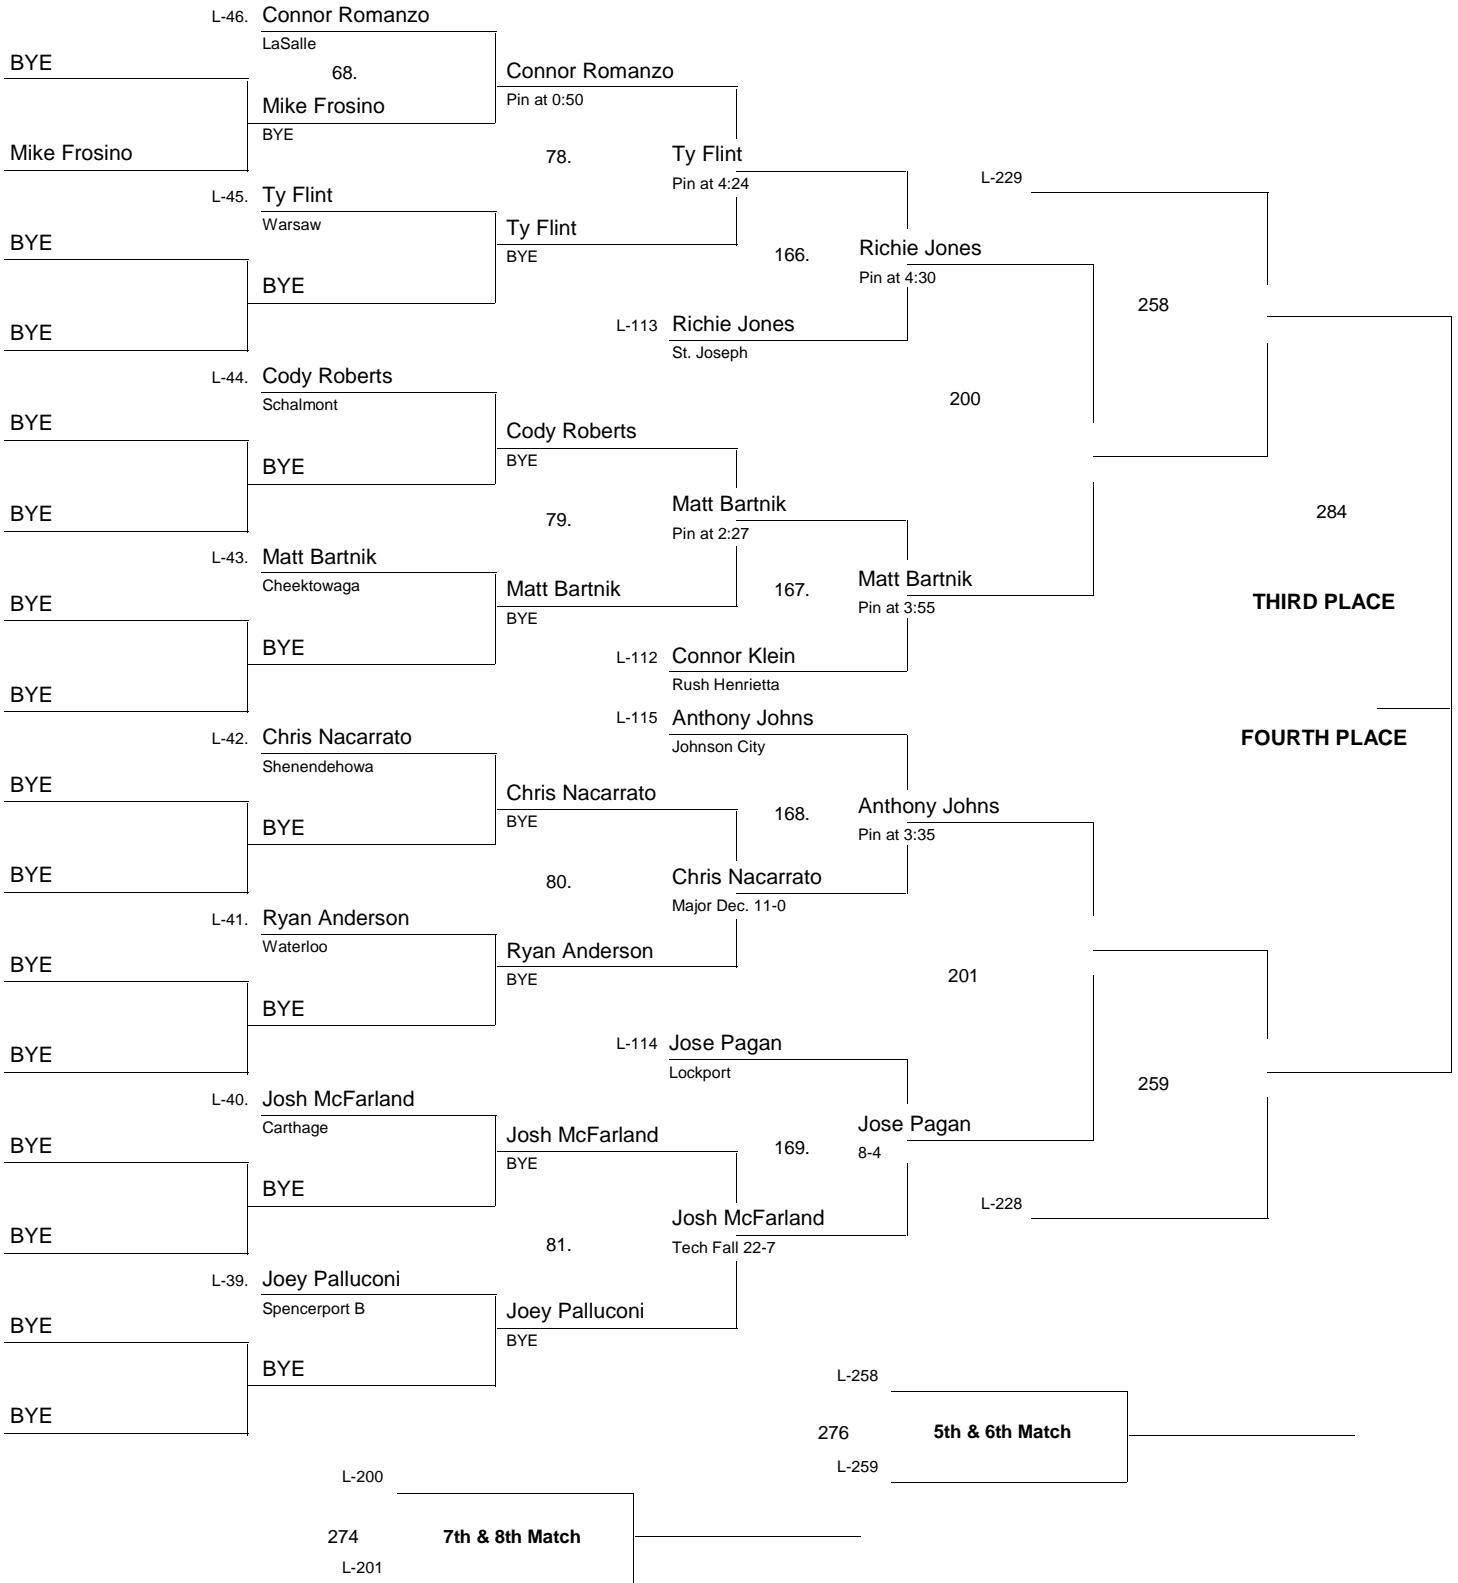 L-46. Connor Romanzo
LaSalle
BYE
68.
Connor Romanzo
Pin at 0:50
Mike Frosino
BYE
Mike Frosino
78.
Ty Flint
Pin at 4:24
L-229
L-45. Ty Flint
Warsaw
Ty Flint
BYE
BYE
166.
Richie Jones
Pin at 4:30
BYE
258
L-113 Richie Jones
St. Joseph
BYE
L-44. Cody Roberts
Schalmont
200
BYE
Cody Roberts
BYE
BYE
Matt Bartnik
Pin at 2:27
BYE
79.
284
L-43. Matt Bartnik
Cheektowaga
Matt Bartnik
BYE
167.
Matt Bartnik
Pin at 3:55
BYE
THIRD PLACE
BYE
L-112 Connor Klein
Rush Henrietta
BYE
L-115 Anthony Johns
Johnson City
L-42. Chris Nacarrato
Shenendehowa
FOURTH PLACE
BYE
Chris Nacarrato
BYE
168.
Anthony Johns
Pin at 3:35
BYE
BYE
80.
Chris Nacarrato
Major Dec. 11-0
L-41. Ryan Anderson
Waterloo
Ryan Anderson
BYE
BYE
201
BYE
L-114 Jose Pagan
Lockport
BYE
259
L-40. Josh McFarland
Carthage
Josh McFarland
BYE
169.
Jose Pagan
8-4
BYE
BYE
L-228
Josh McFarland
Tech Fall 22-7
BYE
81.
L-39. Joey Palluconi
Spencerport B
Joey Palluconi
BYE
BYE
BYE
L-258
BYE
276
5th & 6th Match
L-259
L-200
274
7th & 8th Match
L-201